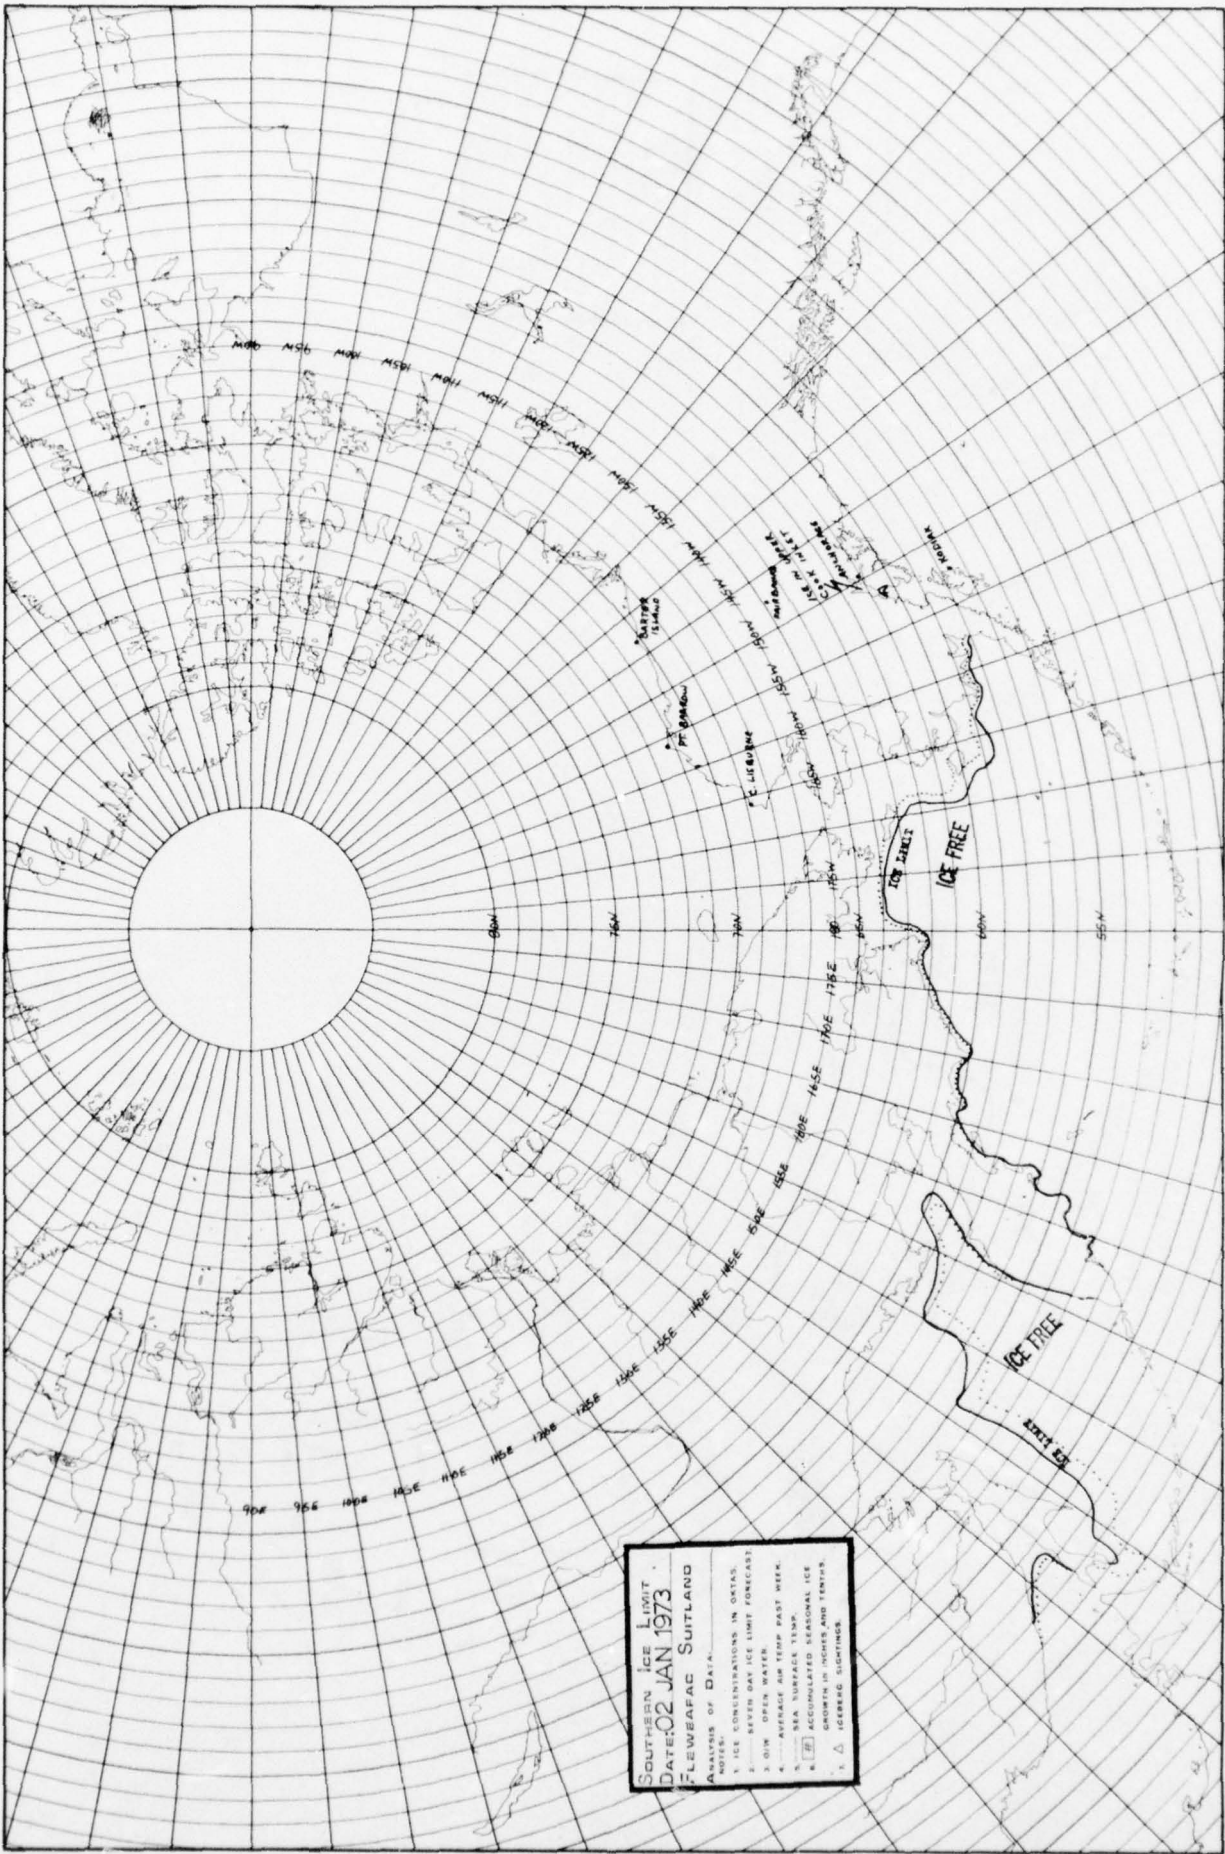 SOUTHERN ICE LIMIT
DATE: 02 JAN 1973
FLEWEAFAC SUITLAND
ANALYSIS OF DATA.
NOTES.
1. ICE CONCENTRATIONS IN OKTAS.
2. SEVEN DAY ICE LIMIT FORECAST
3. O/W OPEN WATER.
4. AVERAGE AIR TEMP PAST WEEK.
5. SEA SURFACE TEMP.
6. # ACCUMULATED SEASONAL ICE
GROWTH IN INCHES AND TENTHS.
7. △ ICEBERG SIGHTINGS.
90W
95W
100W
105W
110W
115W
120W
125W
130W
135W
140W
145W
150W
155W
160W
165W
175W
180
175E
170E
165E
160E
155E
150E
145E
140E
135E
130E
125E
120E
115E
110E
105E
100E
95E
90E
80N
75N
70N
65N
60N
55N
BARTER
ISLAND
PT. BARROW
C. LISBURNE
FAIRBANKS
ICE IN UPPER
COOK INLET
ANCHORAGE
A
KODIAK
ICE LIMIT
ICE FREE
ICE FREE
ICE LIMIT